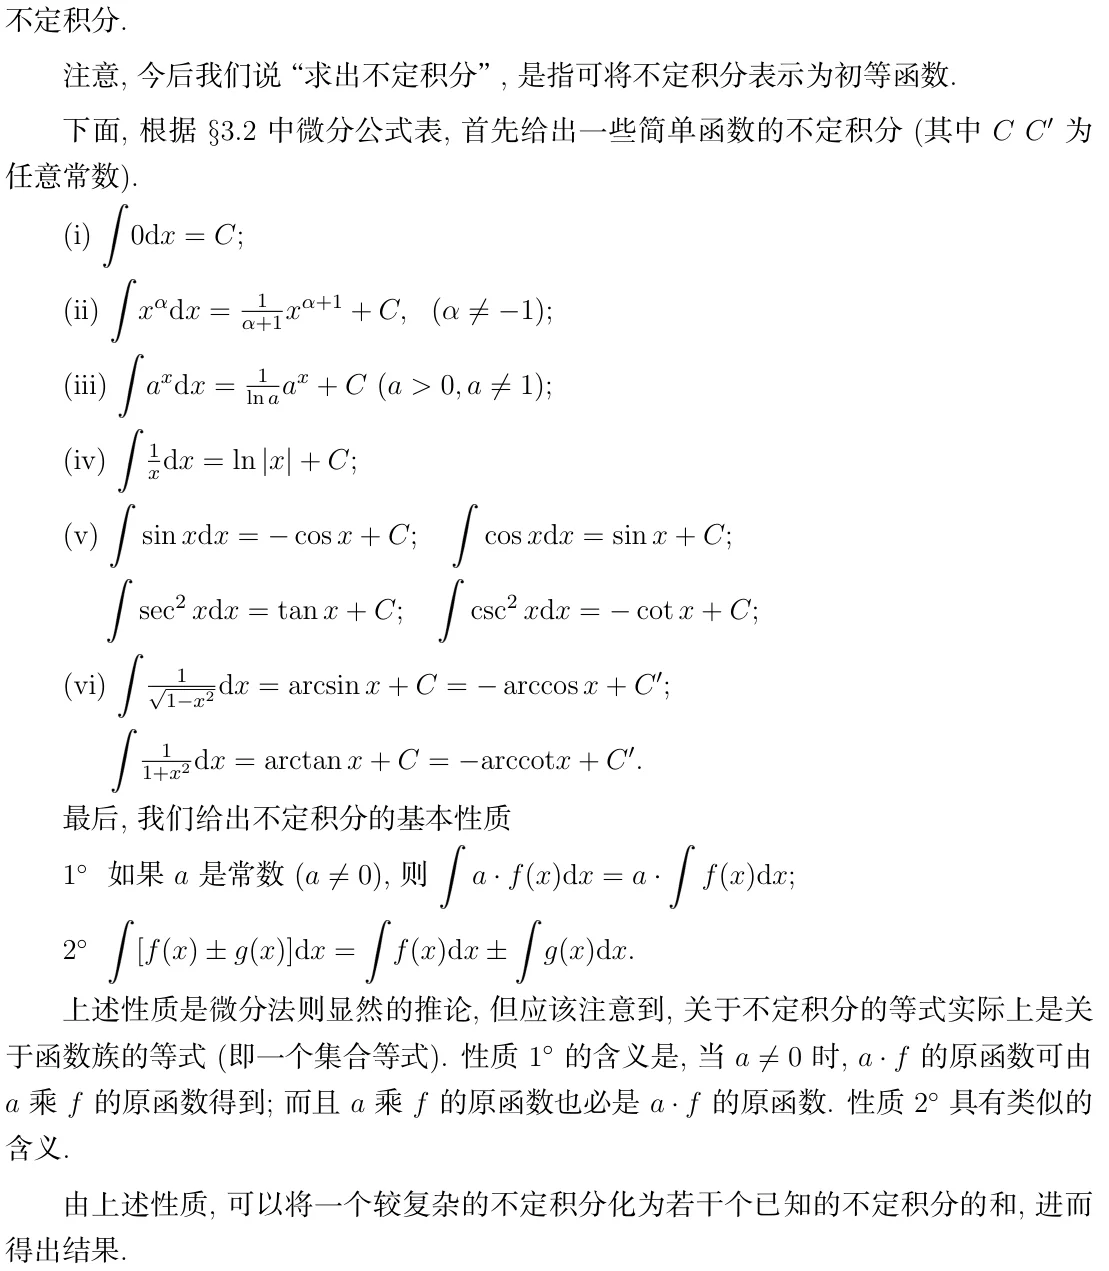 不定积分.
注意, 今后我们说 “求出不定积分” , 是指可将不定积分表示为初等函数.
下面, 根据 §3.2 中微分公式表, 首先给出一些简单函数的不定积分 (其中 C C′ 为
任意常数).
(i) ∫ 0dx = C;
(ii) ∫ x^α dx = 1/(α+1) x^{α+1} + C, (α ≠ −1);
(iii) ∫ a^x dx = 1/(ln a) a^x + C (a > 0, a ≠ 1);
(iv) ∫ 1/x dx = ln |x| + C;
(v) ∫ sin xdx = − cos x + C; ∫ cos xdx = sin x + C;
∫ sec² xdx = tan x + C; ∫ csc² xdx = − cot x + C;
(vi) ∫ 1/√(1−x²) dx = arcsin x + C = − arccos x + C′;
∫ 1/(1+x²) dx = arctan x + C = −arccotx + C′.
最后, 我们给出不定积分的基本性质
1° 如果 a 是常数 (a ≠ 0), 则 ∫ a · f(x)dx = a · ∫ f(x)dx;
2° ∫ [f(x) ± g(x)]dx = ∫ f(x)dx ± ∫ g(x)dx.
上述性质是微分法则显然的推论, 但应该注意到, 关于不定积分的等式实际上是关
于函数族的等式 (即一个集合等式). 性质 1° 的含义是, 当 a ≠ 0 时, a · f 的原函数可由
a 乘 f 的原函数得到; 而且 a 乘 f 的原函数也必是 a · f 的原函数. 性质 2° 具有类似的
含义.
由上述性质, 可以将一个较复杂的不定积分化为若干个已知的不定积分的和, 进而
得出结果.